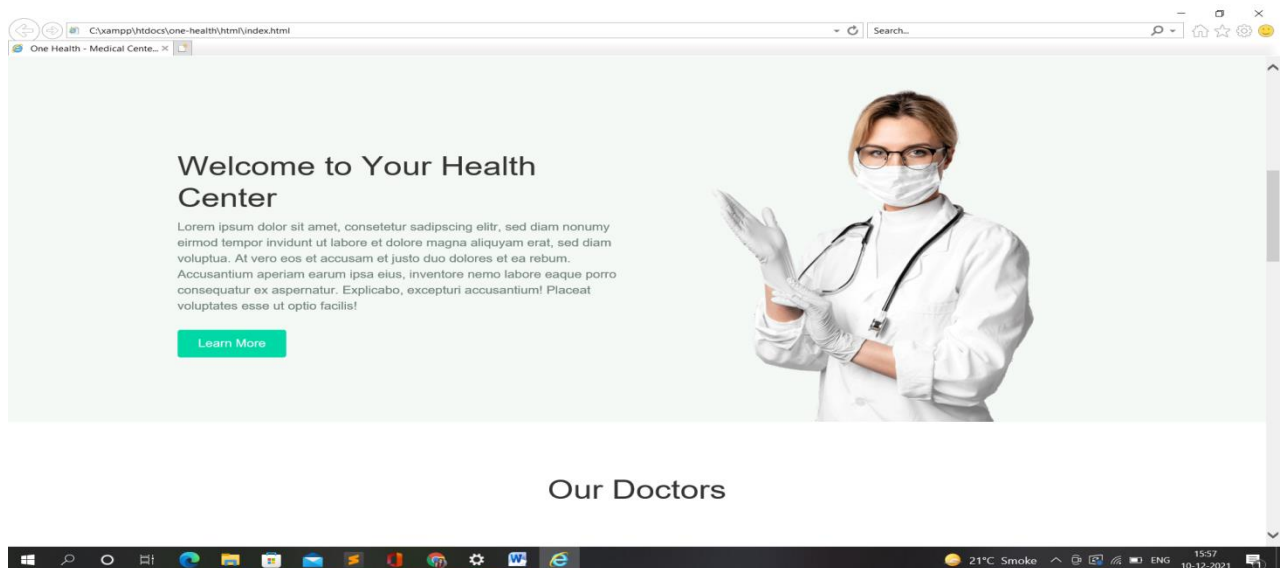 C:\xampp\htdocs\one-health\html\index.html
Search...
One Health - Medical Cente...
Welcome to Your Health
Center
Lorem ipsum dolor sit amet, consetetur sadipscing elitr, sed diam nonumy
eirmod tempor invidunt ut labore et dolore magna aliquyam erat, sed diam
voluptua. At vero eos et accusam et justo duo dolores et ea rebum.
Accusantium aperiam earum ipsa eius, inventore nemo labore eaque porro
consequatur ex aspernatur. Explicabo, excepturi accusantium! Placeat
voluptates esse ut optio facilis!
Learn More
Our Doctors
21°C Smoke
ENG
15:57
10-12-2021